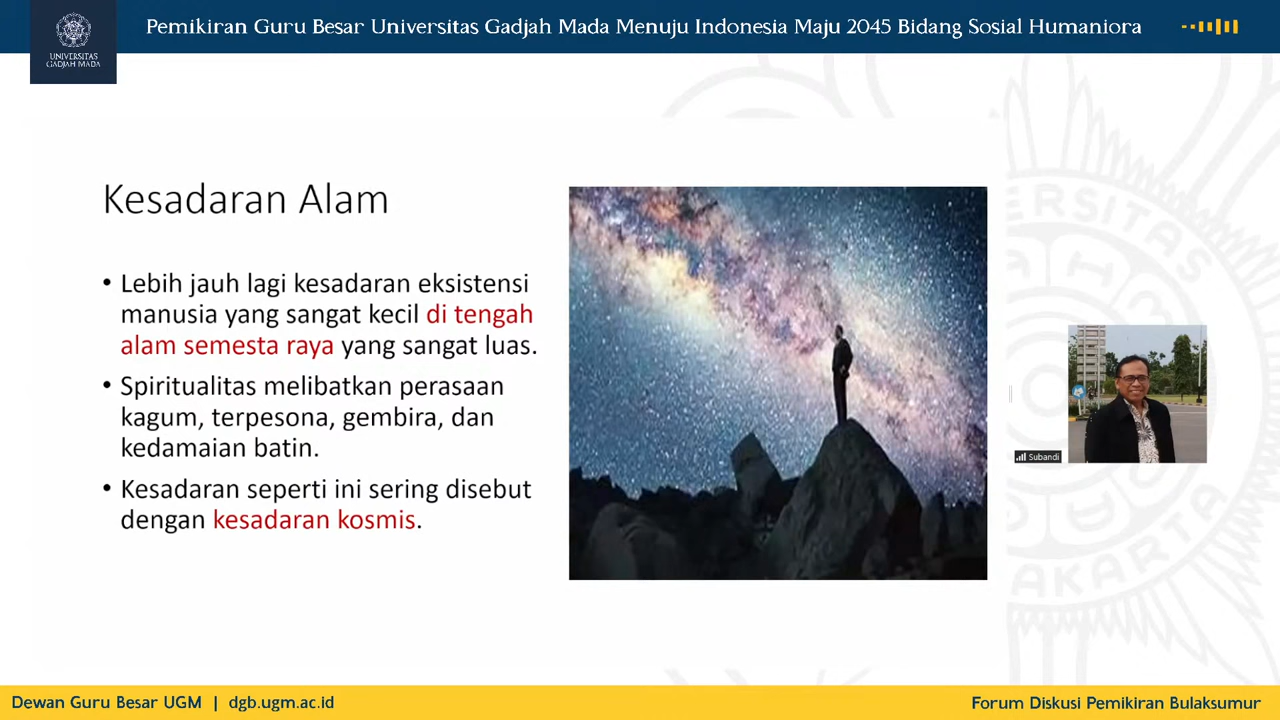 Pemikiran Guru Besar Universitas Gadjah Mada Menuju Indonesia Maju 2045 Bidang Sosial Humaniora
UNIVERSITAS
GADJAH MADA
Kesadaran Alam
• Lebih jauh lagi kesadaran eksistensi
manusia yang sangat kecil di tengah
alam semesta raya yang sangat luas.
• Spiritualitas melibatkan perasaan
kagum, terpesona, gembira, dan
kedamaian batin.
• Kesadaran seperti ini sering disebut
dengan kesadaran kosmis.
Subandi
Dewan Guru Besar UGM | dgb.ugm.ac.id
Forum Diskusi Pemikiran Bulaksumur